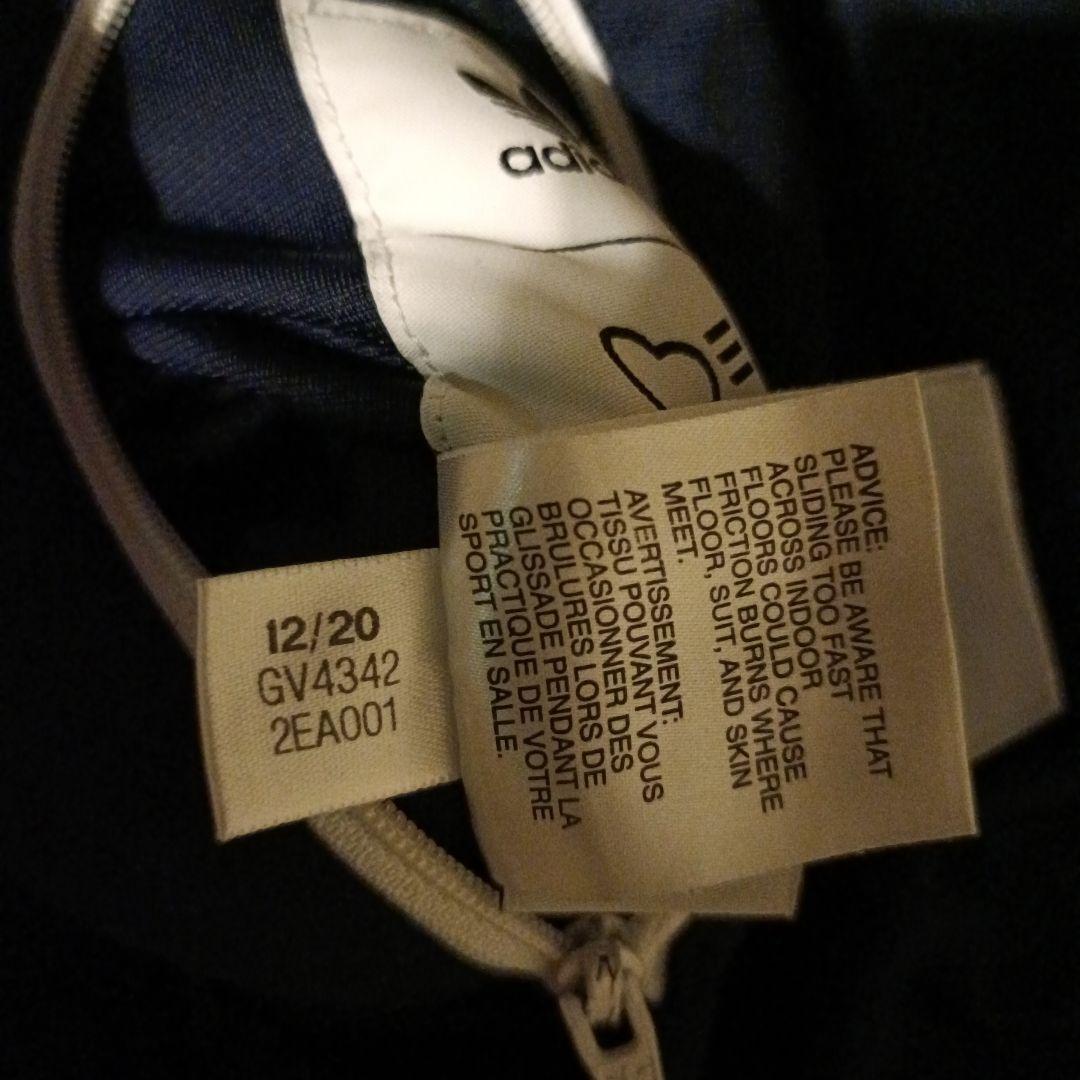 12/20
GV4342
2EA001
ADVICE:
PLEASE BE AWARE THAT
SLIDING TOO FAST
ACROSS INDOOR
FLOORS COULD CAUSE
FRICTION BURNS WHERE
FLOOR, SUIT, AND SKIN
MEET.
AVERTISSEMENT:
TISSU POUVANT VOUS
OCCASIONNER DES
BRULURES LORS DE
GLISSADE PENDANT LA
PRACTIQUE DE VOTRE
SPORT EN SALLE.